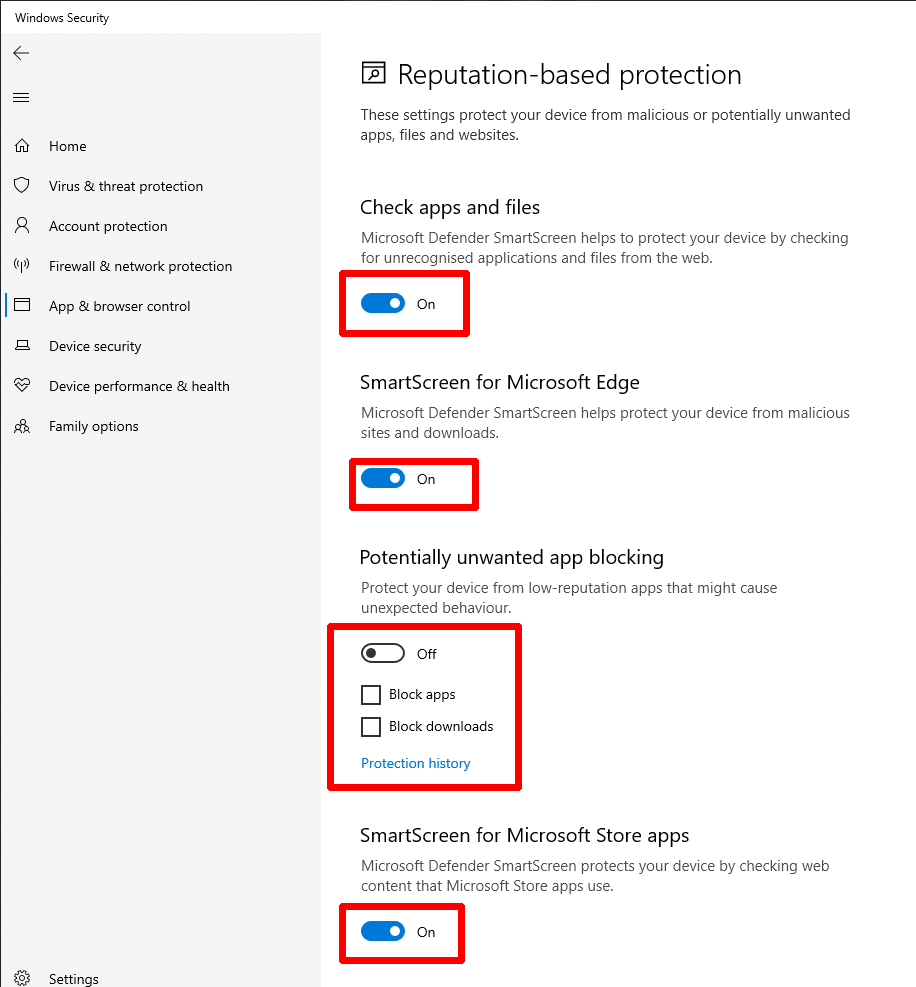 Windows Security
Home
Virus & threat protection
Account protection
Firewall & network protection
App & browser control
Device security
Device performance & health
Family options
Settings
Reputation-based protection
These settings protect your device from malicious or potentially unwanted
apps, files and websites.
Check apps and files
Microsoft Defender SmartScreen helps to protect your device by checking
for unrecognised applications and files from the web.
On
SmartScreen for Microsoft Edge
Microsoft Defender SmartScreen helps protect your device from malicious
sites and downloads.
On
Potentially unwanted app blocking
Protect your device from low-reputation apps that might cause
unexpected behaviour.
Off
Block apps
Block downloads
Protection history
SmartScreen for Microsoft Store apps
Microsoft Defender SmartScreen protects your device by checking web
content that Microsoft Store apps use.
On